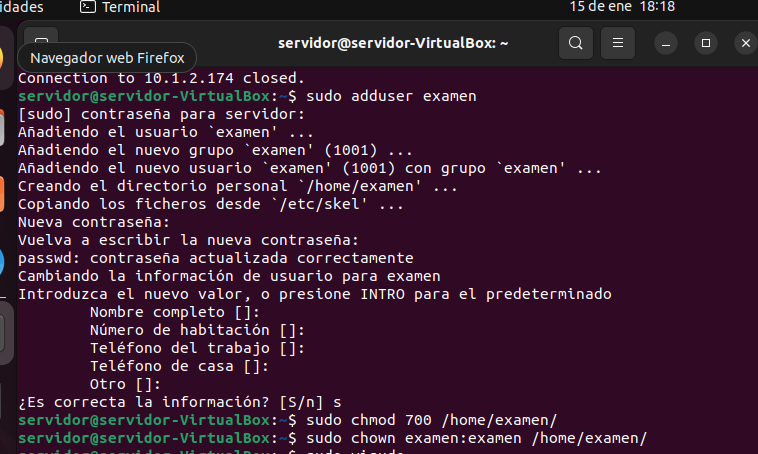 idades
Terminal
15 de ene 18:18
servidor@servidor-VirtualBox: ~
Navegador web Firefox
Connection to 10.1.2.174 closed.
servidor@servidor-VirtualBox:~$ sudo adduser examen
[sudo] contraseña para servidor:
Añadiendo el usuario `examen' ...
Añadiendo el nuevo grupo `examen' (1001) ...
Añadiendo el nuevo usuario `examen' (1001) con grupo `examen' ...
Creando el directorio personal `/home/examen' ...
Copiando los ficheros desde `/etc/skel' ...
Nueva contraseña:
Vuelva a escribir la nueva contraseña:
passwd: contraseña actualizada correctamente
Cambiando la información de usuario para examen
Introduzca el nuevo valor, o presione INTRO para el predeterminado
Nombre completo []:
Número de habitación []:
Teléfono del trabajo []:
Teléfono de casa []:
Otro []:
¿Es correcta la información? [S/n] s
servidor@servidor-VirtualBox:~$ sudo chmod 700 /home/examen/
servidor@servidor-VirtualBox:~$ sudo chown examen:examen /home/examen/